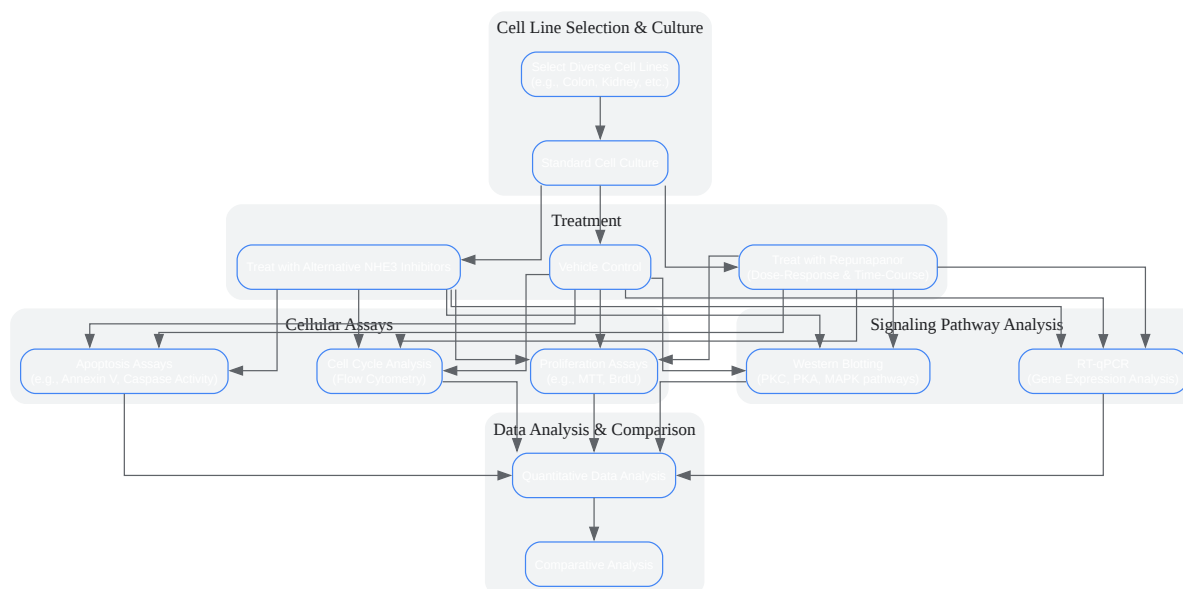 Cell Line Selection & Culture
Select Diverse Cell Lines
(e.g., Colon, Kidney, etc.)
Standard Cell Culture
Treatment
Treat with Alternative NHE3 Inhibitors
Vehicle Control
Treat with Repunapanor
(Dose-Response & Time Course)
Cellular Assays
Signaling Pathway Analysis
Apoptosis Assays
(e.g., Annexin V, Caspase Activity)
Cell Cycle Analysis
(Flow Cytometry)
Proliferation Assays
(e.g., MTT, BrdU)
Western Blotting
(PKC, PKA, MAPK pathways)
RT-qPCR
(Gene Expression Analysis)
Data Analysis & Comparison
Quantitative Data Analysis
Comparative Analysis